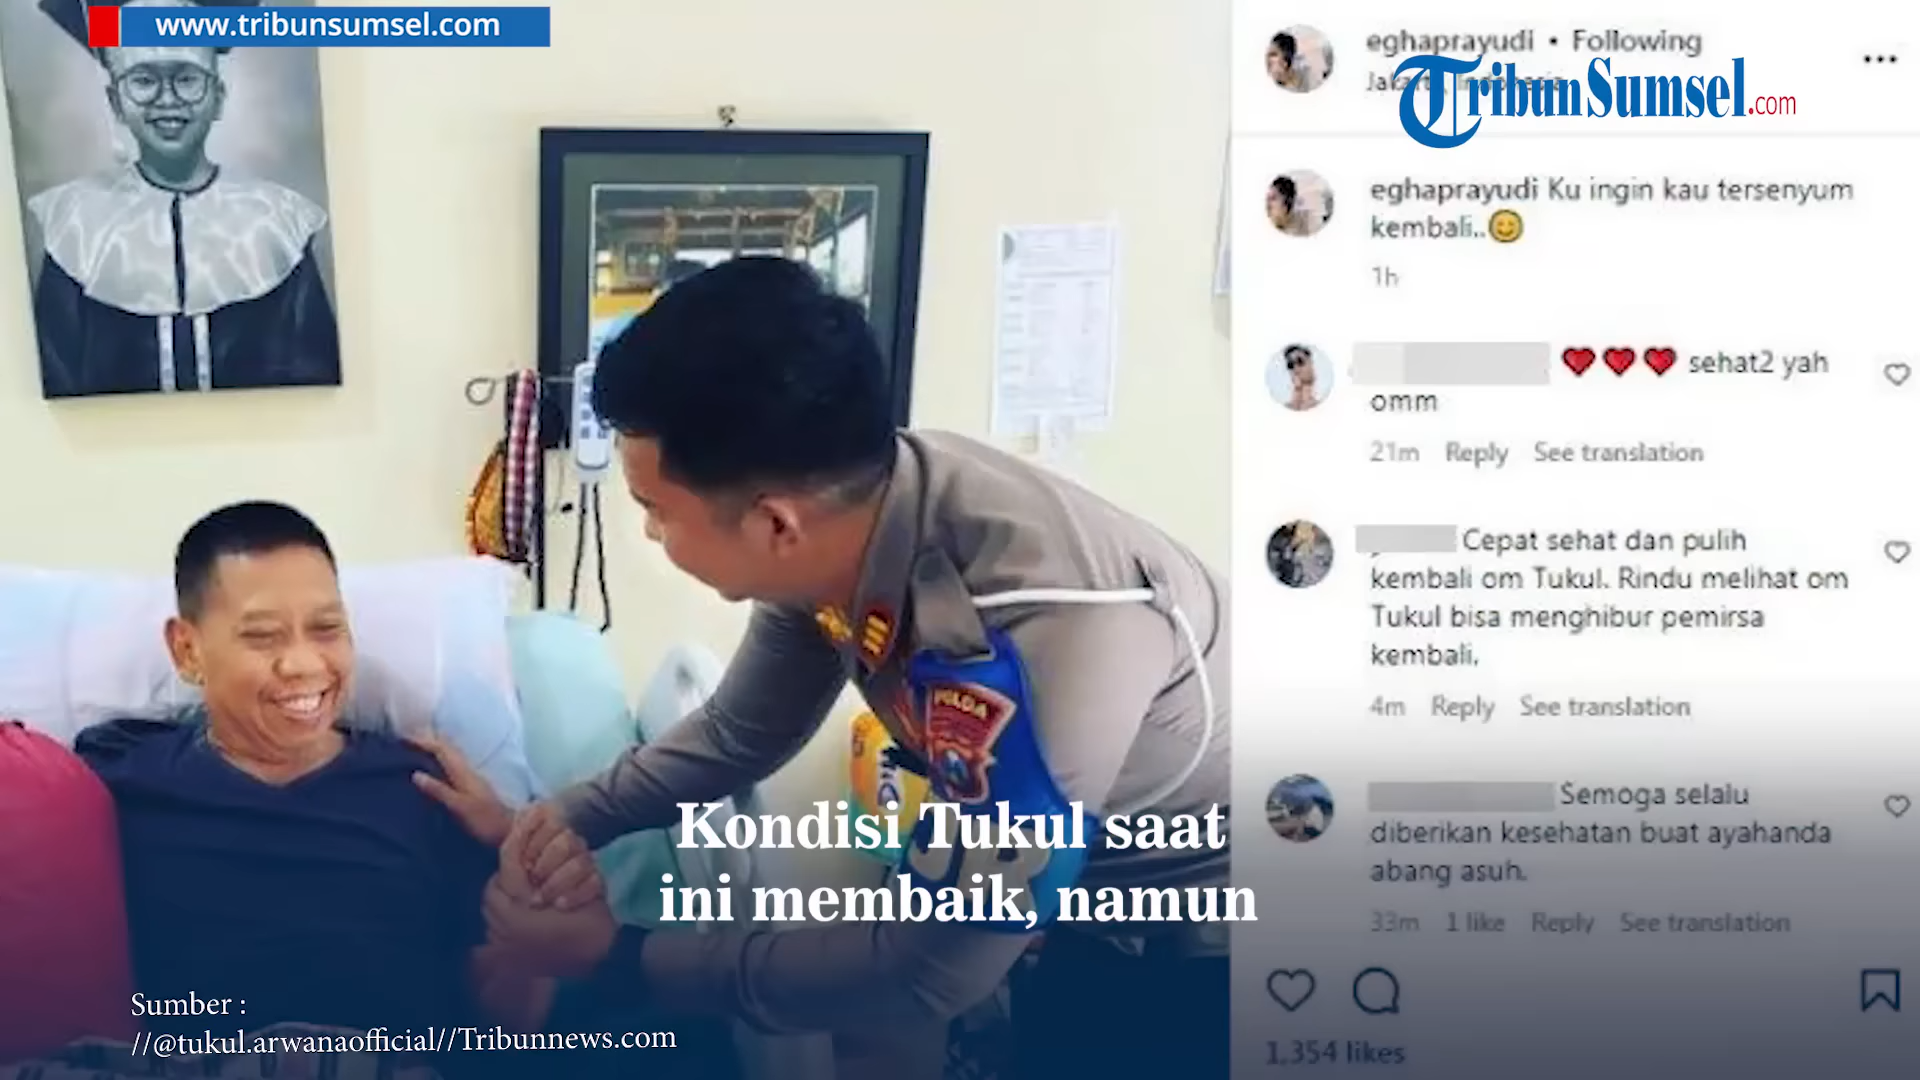 www.tribunsumsel.com
eghaprayudi • Following
TribunSumsel.com
eghaprayudi Ku ingin kau tersenyum
kembali..😊
1h
❤️❤️❤️ sehat2 yah
omm
21m Reply See translation
Cepat sehat dan pulih
kembali om Tukul. Rindu melihat om
Tukul bisa menghibur pemirsa
kembali.
4m Reply See translation
Semoga selalu
diberikan kesehatan buat ayahanda
abang asuh.
33m 1 like Reply See translation
1,354 likes
POLDA
Kondisi Tukul saat
ini membaik, namun
Sumber :
//@tukul.arwanaofficial//Tribunnews.com